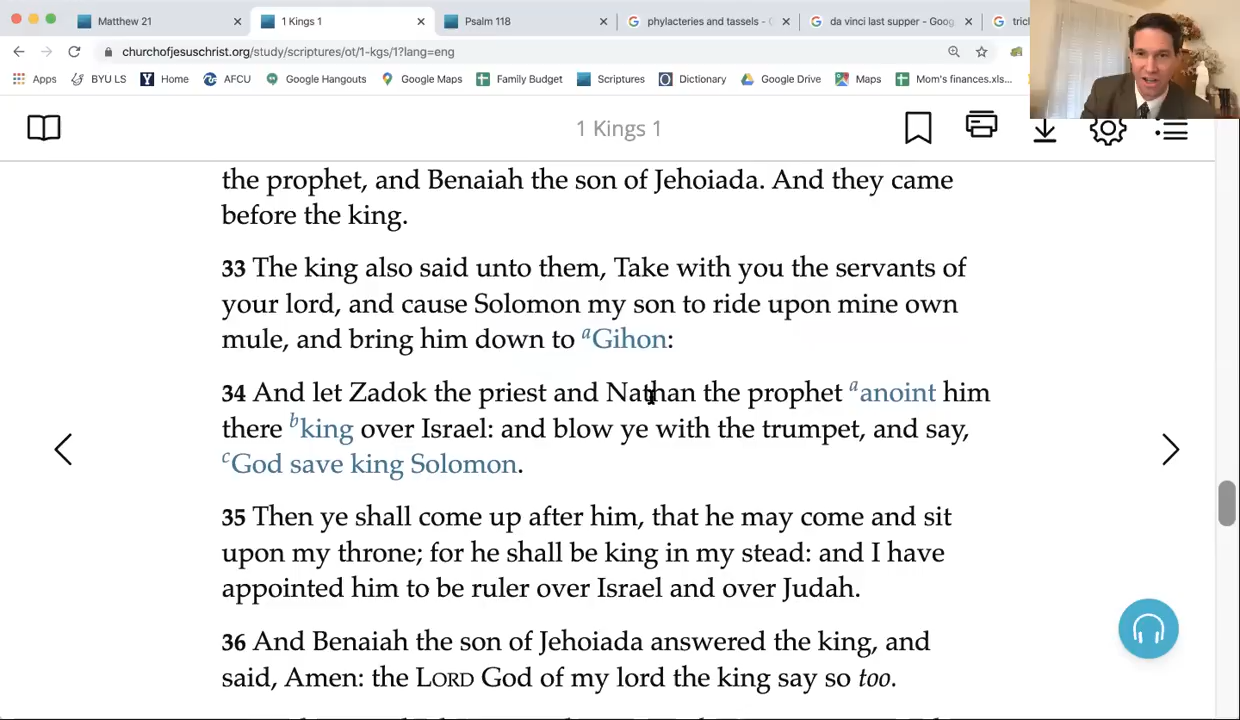 Matthew 21
1 Kings 1
Psalm 118
phylacteries and tassels -
da vinci last supper - Goog
churchofjesuschrist.org/study/scriptures/ot/1-kgs/1?lang=eng
Apps BYU LS Home AFCU Google Hangouts Google Maps Family Budget Scriptures Dictionary Google Drive Maps Mom's finances.xls...
1 Kings 1
the prophet, and Benaiah the son of Jehoiada. And they came
before the king.
33 The king also said unto them, Take with you the servants of
your lord, and cause Solomon my son to ride upon mine own
mule, and bring him down to aGihon:
34 And let Zadok the priest and Nathan the prophet aanoint him
there bking over Israel: and blow ye with the trumpet, and say,
cGod save king Solomon.
35 Then ye shall come up after him, that he may come and sit
upon my throne; for he shall be king in my stead: and I have
appointed him to be ruler over Israel and over Judah.
36 And Benaiah the son of Jehoiada answered the king, and
said, Amen: the LORD God of my lord the king say so too.